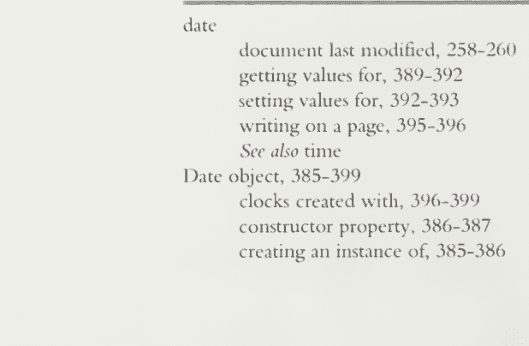 date
document last modified, 258–260
getting values for, 389–392
setting values for, 392–393
writing on a page, 395–396
See also time
Date object, 385–399
clocks created with, 396–399
constructor property, 386–387
creating an instance of, 385–386